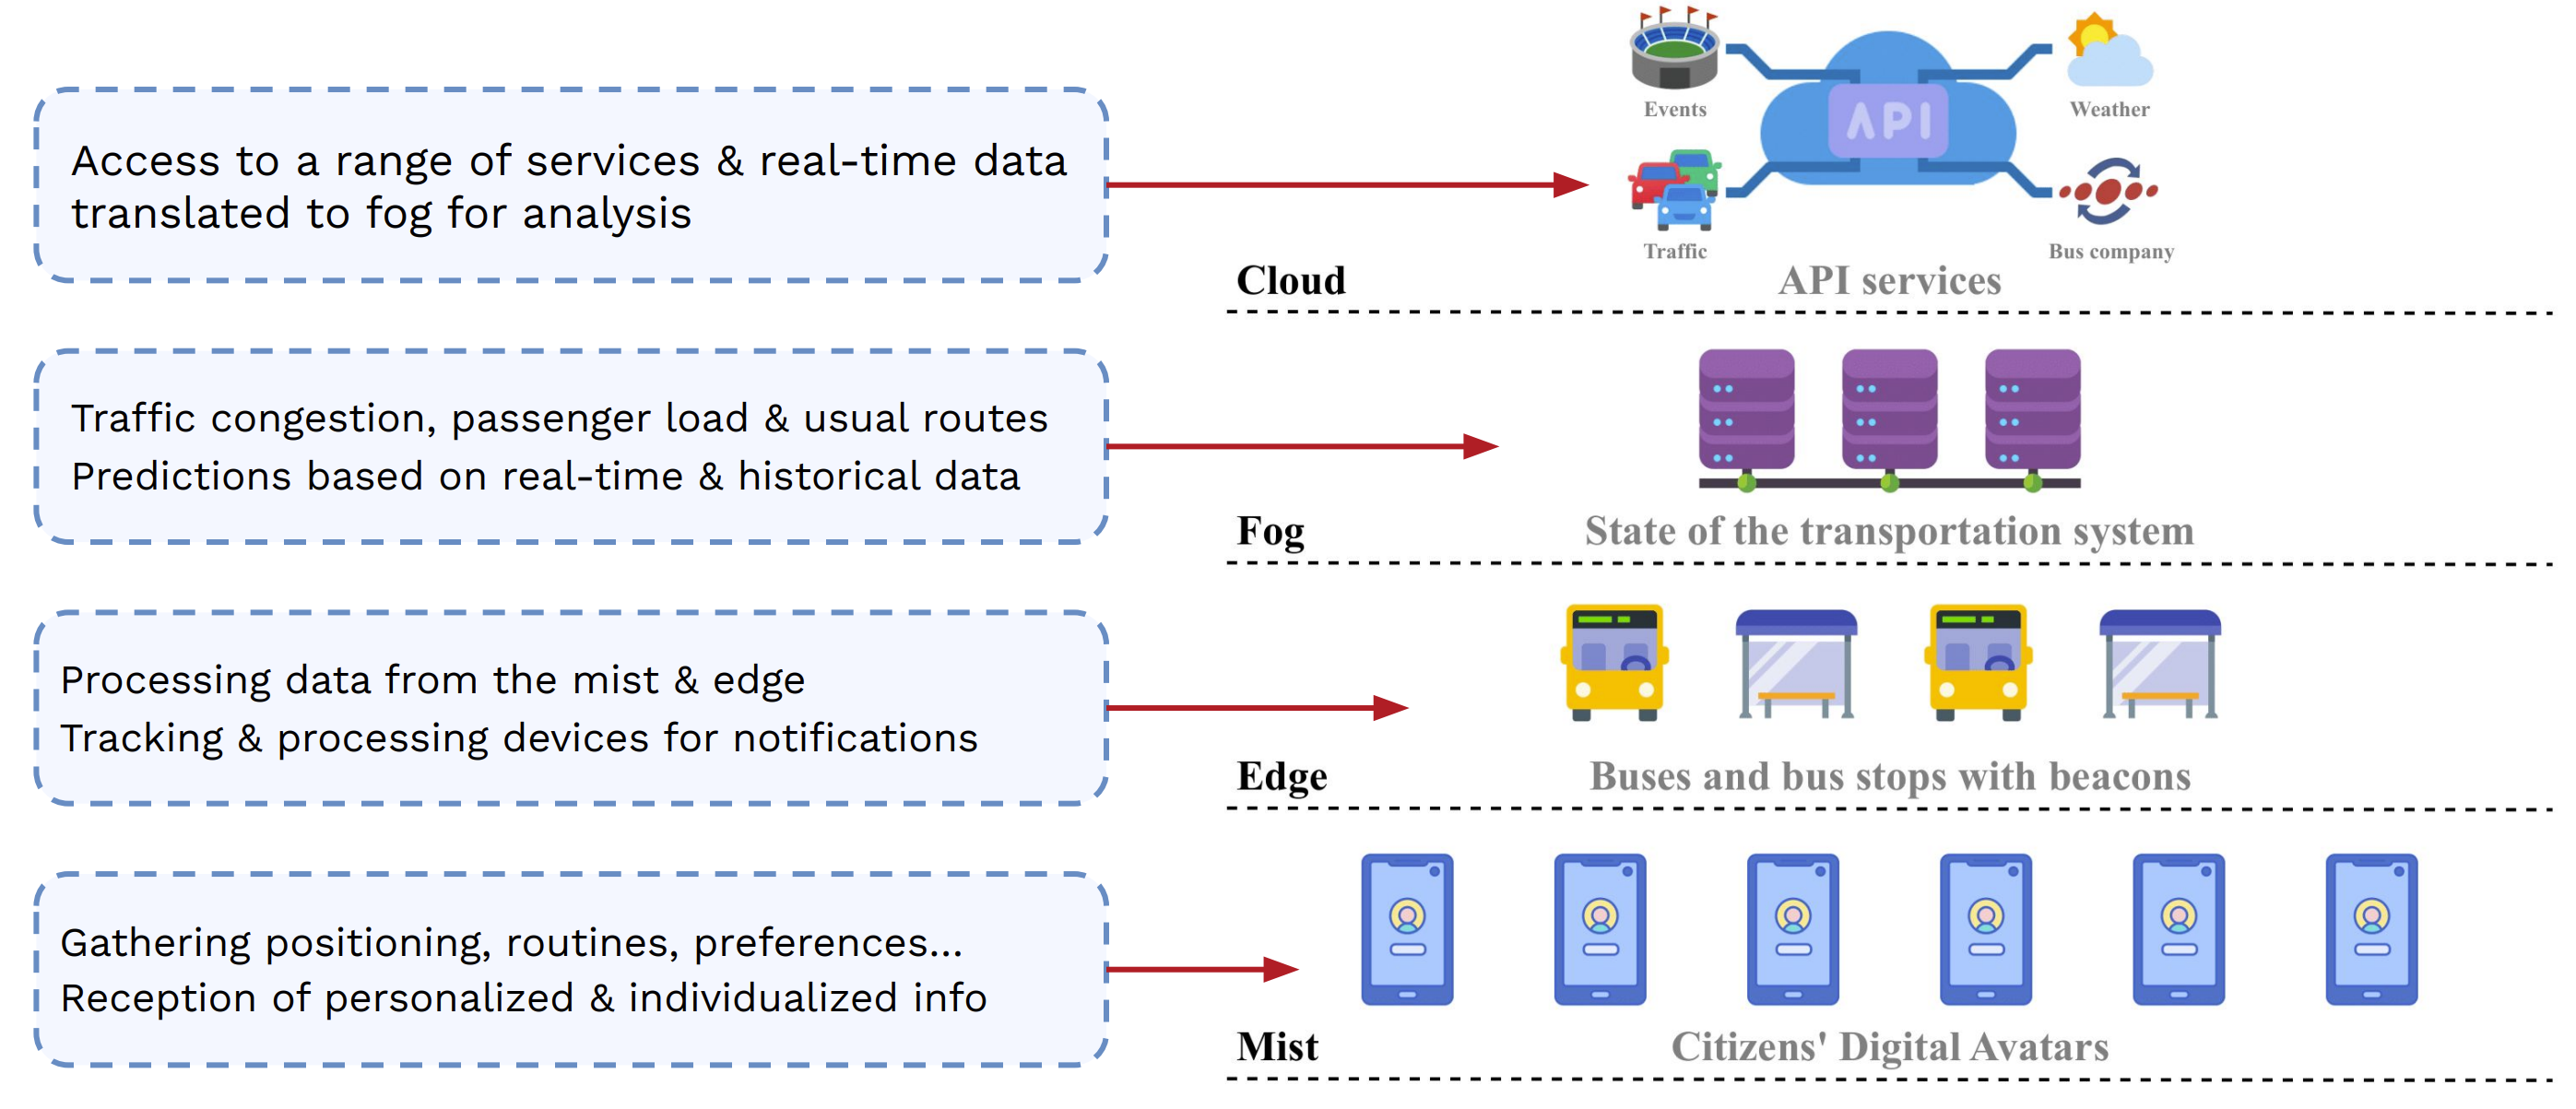 Access to a range of services & real-time data
translated to fog for analysis
Events
API
Weather
Traffic
Bus company
Cloud
API services
Traffic congestion, passenger load & usual routes
Predictions based on real-time & historical data
Fog
State of the transportation system
Processing data from the mist & edge
Tracking & processing devices for notifications
Edge
Buses and bus stops with beacons
Gathering positioning, routines, preferences...
Reception of personalized & individualized info
Mist
Citizens' Digital Avatars